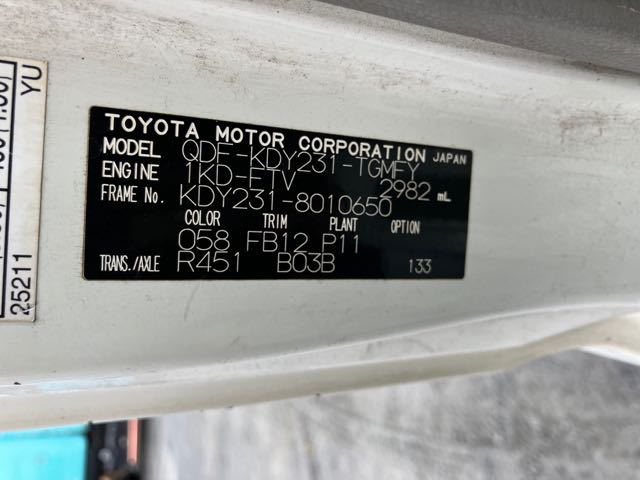 TOYOTA MOTOR CORPORATION JAPAN
MODEL QDF-KDY231-TGMFY
ENGINE 1KD-FTV 2982 mL
FRAME No. KDY231-8010650
COLOR TRIM PLANT OPTION
058 FB12 P11
TRANS./AXLE R451 B03B 133
YU
25211